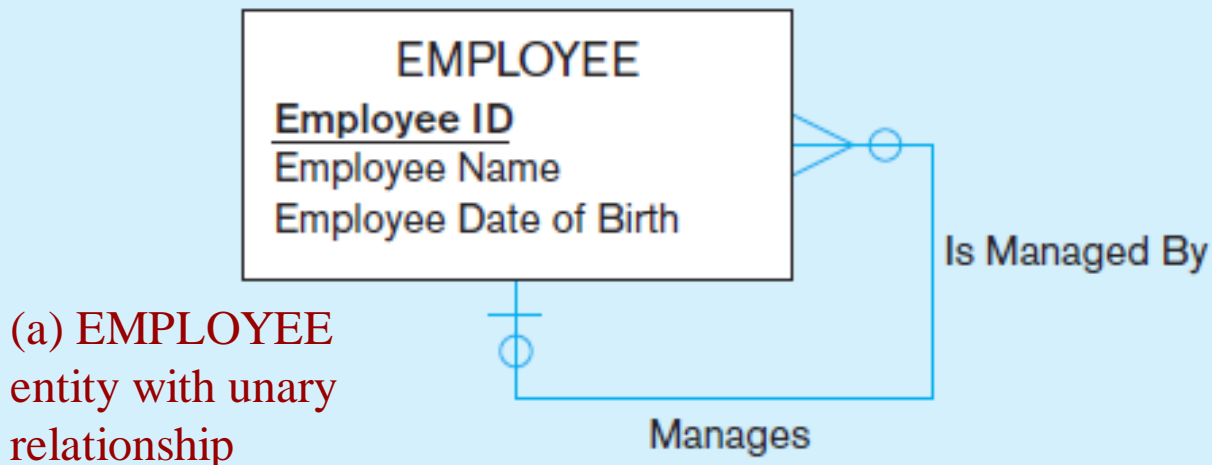 EMPLOYEE
Employee ID
Employee Name
Employee Date of Birth
Is Managed By
(a) EMPLOYEE
entity with unary
relationship
Manages